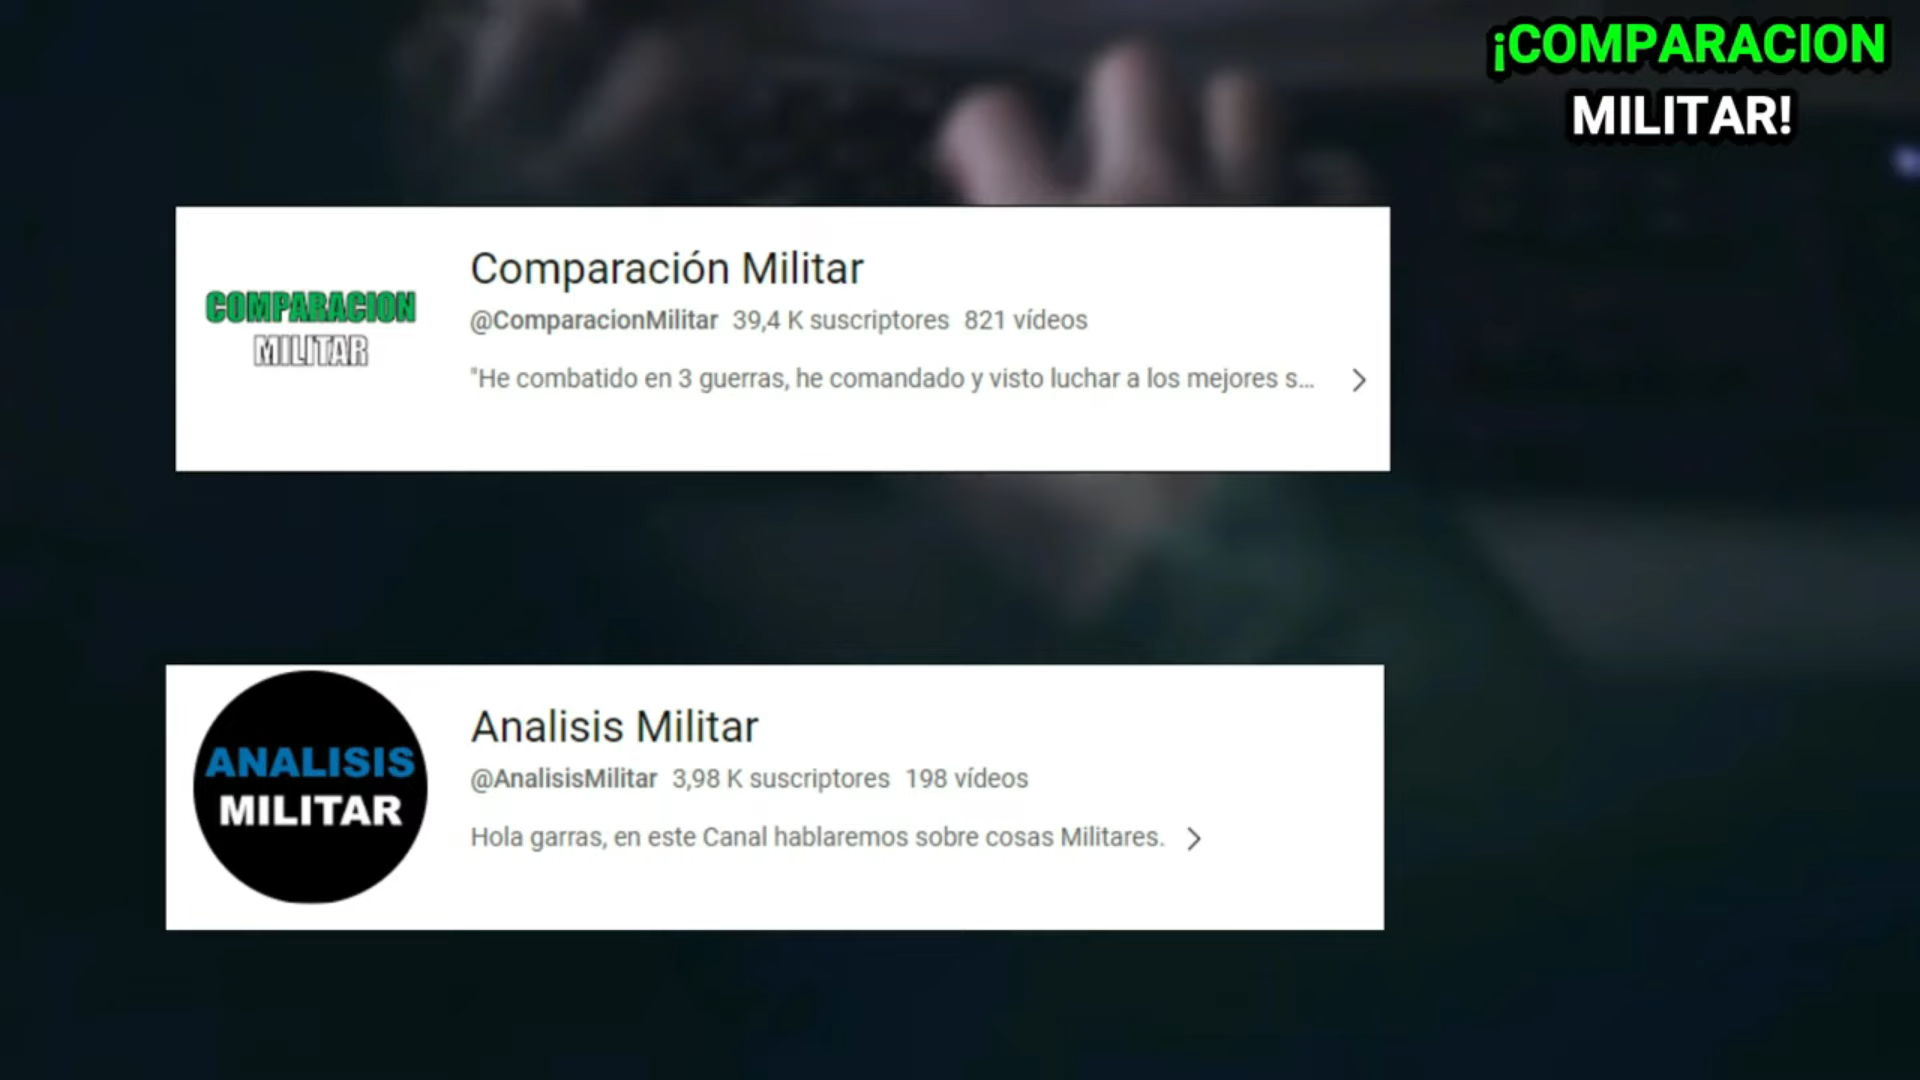 ¡COMPARACION
MILITAR!
COMPARACION
MILITAR
Comparación Militar
@ComparacionMilitar 39,4 K suscriptores 821 vídeos
"He combatido en 3 guerras, he comandado y visto luchar a los mejores s...
ANALISIS
MILITAR
Analisis Militar
@AnalisisMilitar 3,98 K suscriptores 198 vídeos
Hola garras, en este Canal hablaremos sobre cosas Militares.